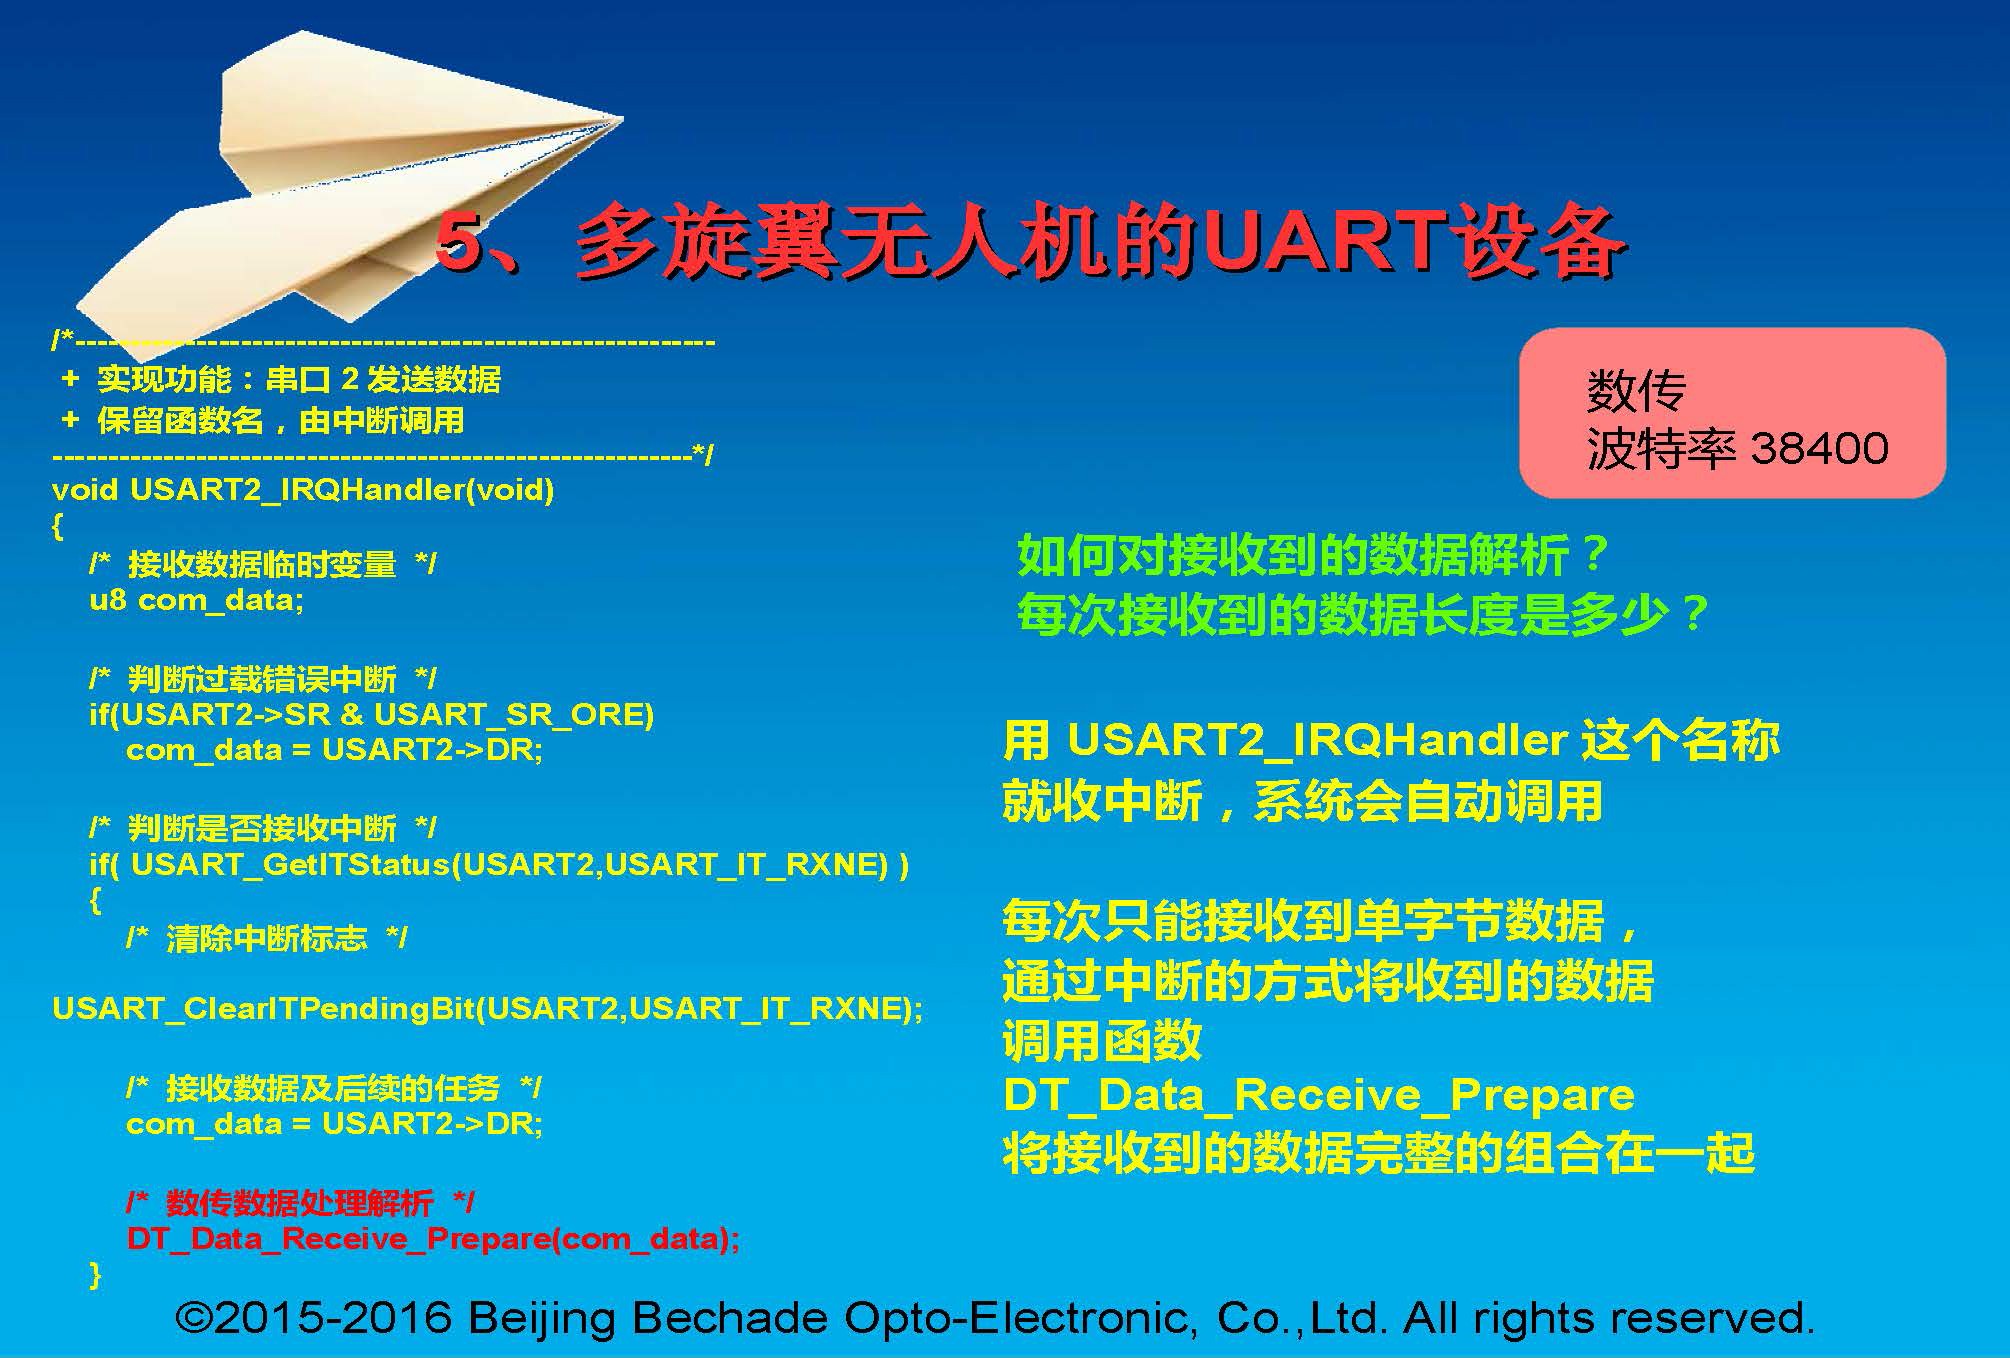 5、多旋翼无人机的UART设备
/*----------------------------------------------------------
+ 实现功能：串口 2 发送数据
+ 保留函数名，由中断调用
----------------------------------------------------------*/
void USART2_IRQHandler(void)
{
/* 接收数据临时变量 */
u8 com_data;
/* 判断过载错误中断 */
if(USART2->SR & USART_SR_ORE)
com_data = USART2->DR;
/* 判断是否接收中断 */
if( USART_GetITStatus(USART2,USART_IT_RXNE) )
{
/* 清除中断标志 */
USART_ClearITPendingBit(USART2,USART_IT_RXNE);
/* 接收数据及后续的任务 */
com_data = USART2->DR;
/* 数传数据处理解析 */
DT_Data_Receive_Prepare(com_data);
}
数传
波特率 38400
如何对接收到的数据解析？
每次接收到的数据长度是多少？
用 USART2_IRQHandler 这个名称
就收中断，系统会自动调用
每次只能接收到单字节数据，
通过中断的方式将收到的数据
调用函数
DT_Data_Receive_Prepare
将接收到的数据完整的组合在一起
©2015-2016 Beijing Bechade Opto-Electronic, Co.,Ltd. All rights reserved.